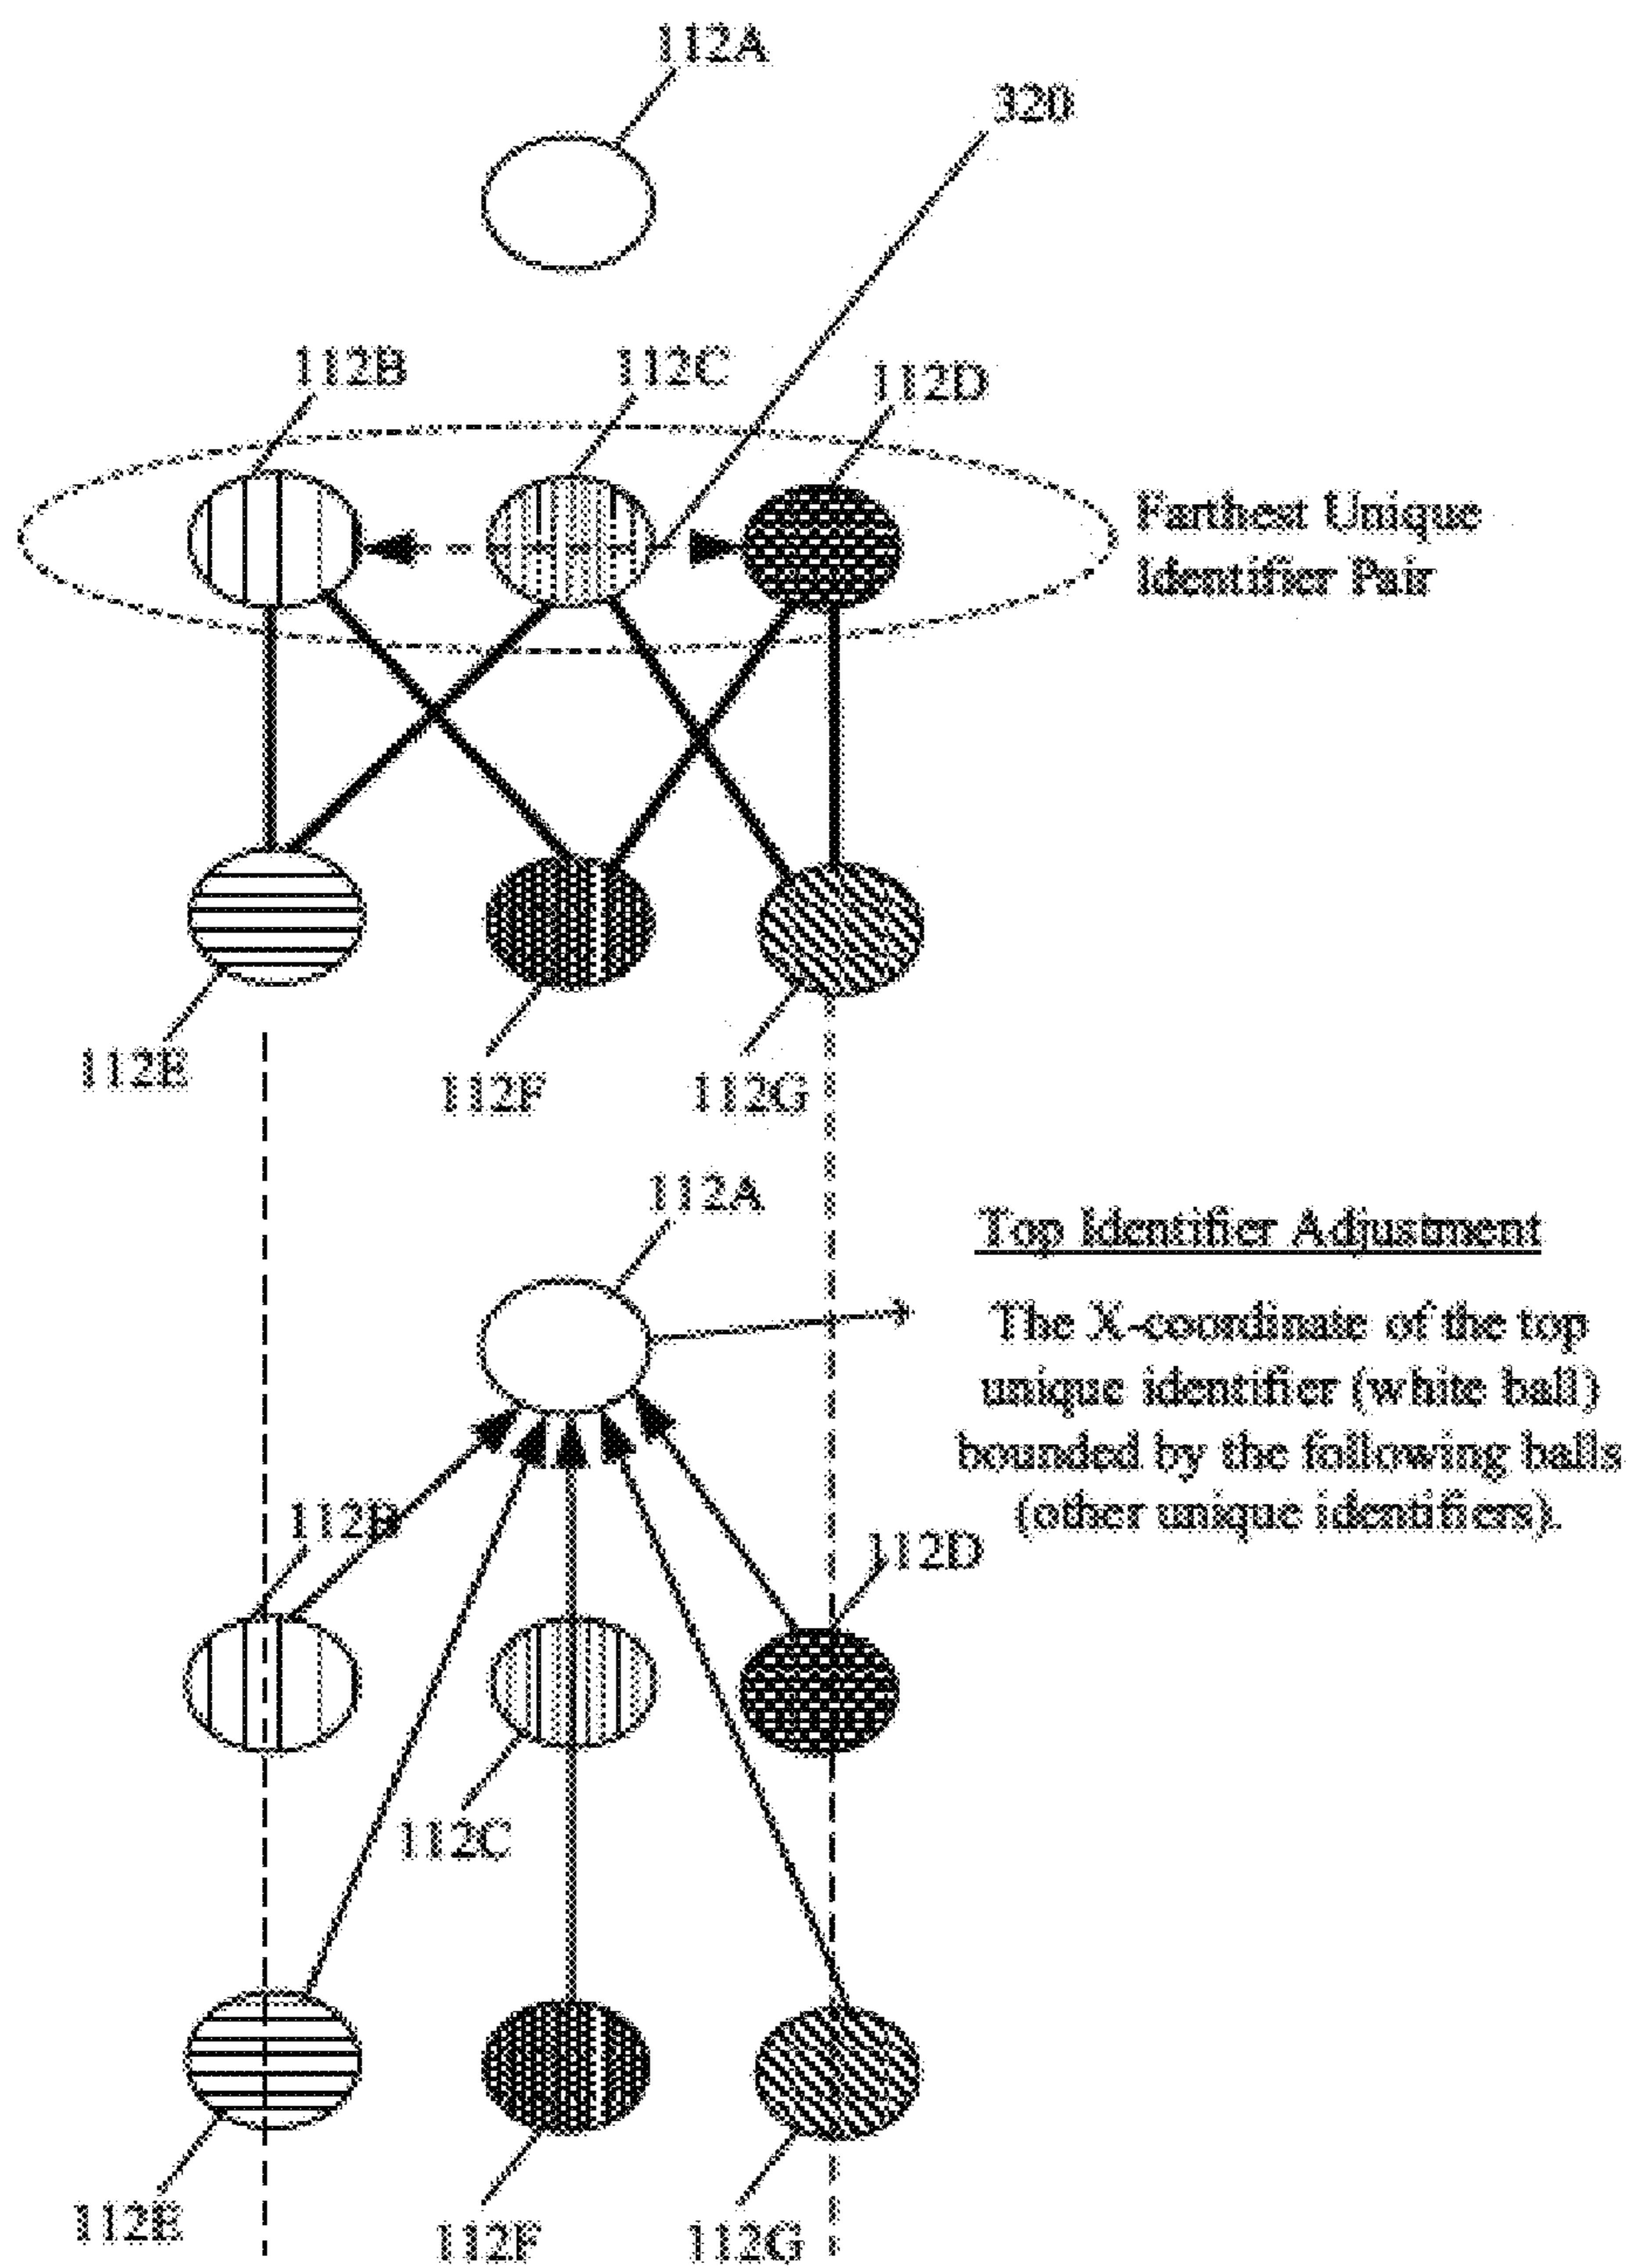 112A
320
112B
112C
112D
Farthest Unique
Identifier Pair
112E
112F
112G
112A
Top Identifier Adjustment
The X-coordinate of the top
unique identifier (white ball)
bounded by the following balls
(other unique identifiers).
112B
112D
112C
112E
112F
112G